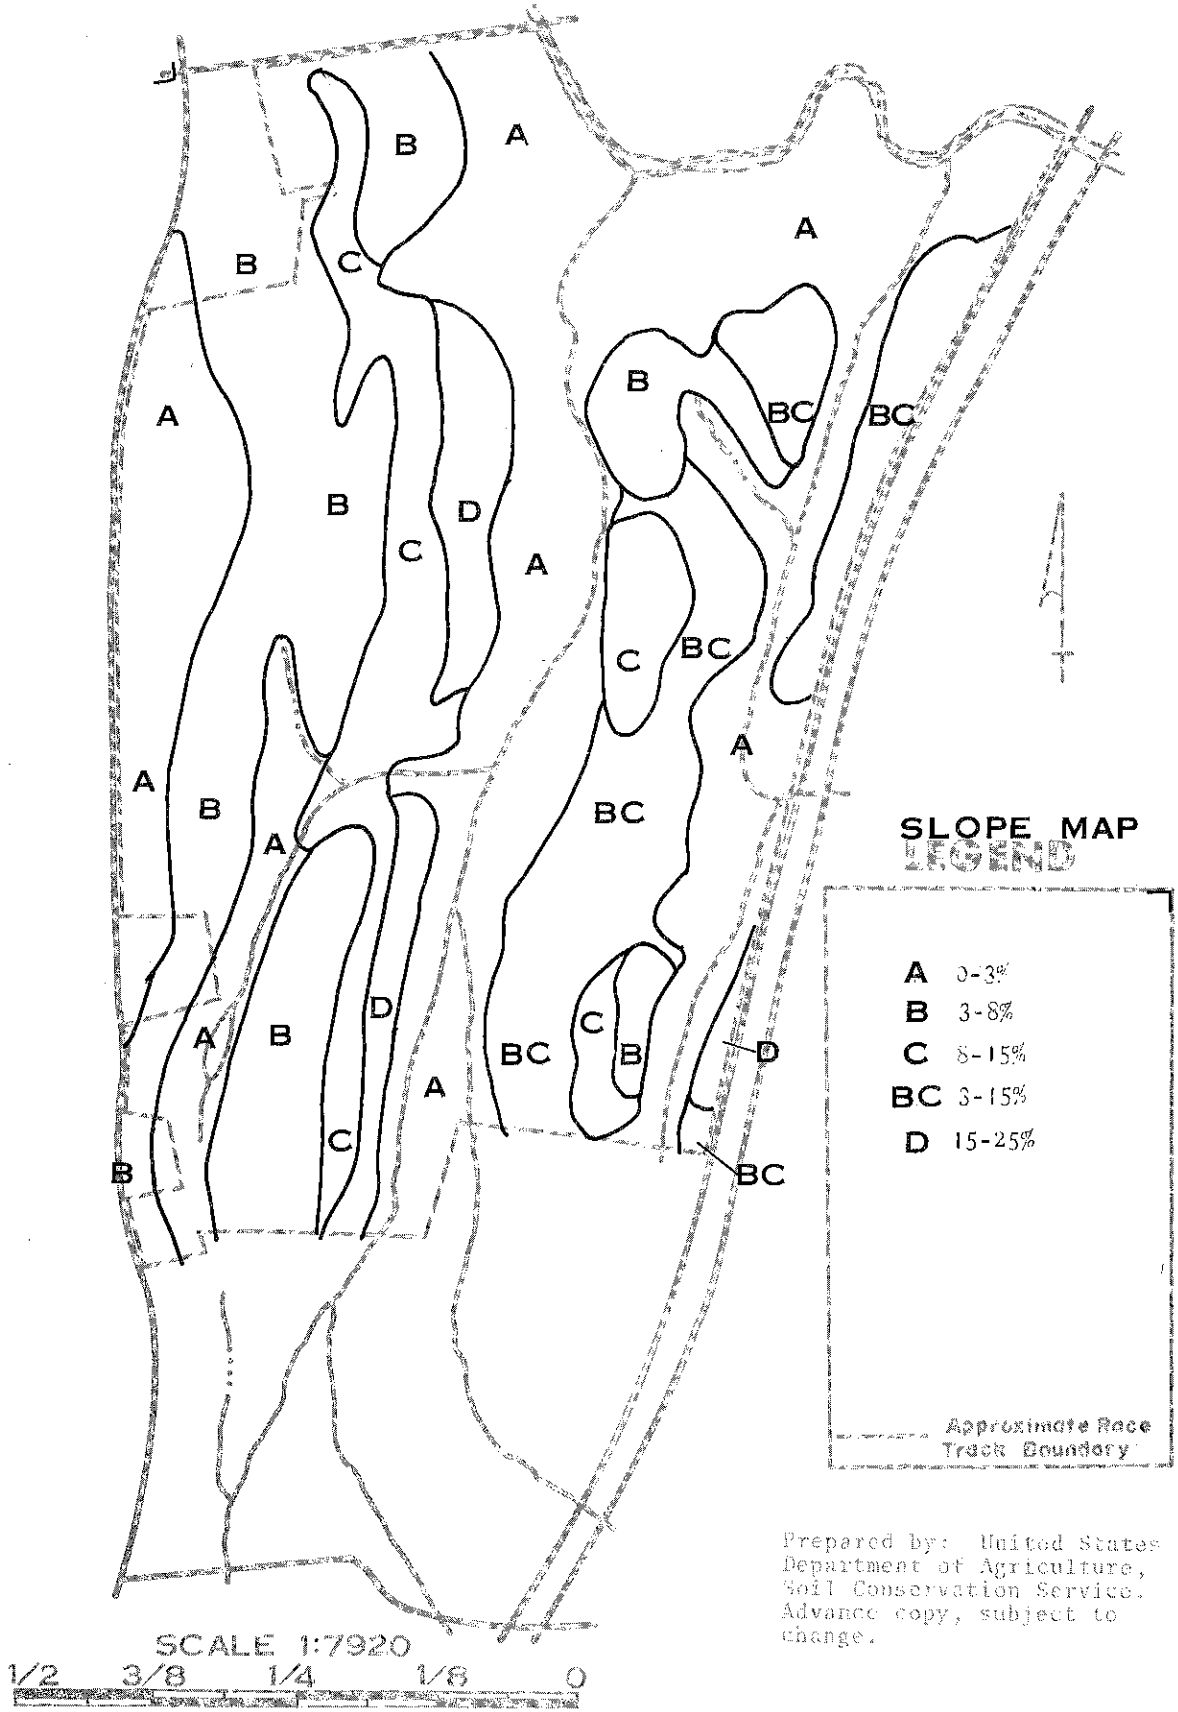 B
A
A
B
C
A
B
BC
BC
A
B
D
C
A
C
BC
A
A
B
BC
A
SLOPE MAP
LEGEND
A 0-3%
B 3-8%
C 8-15%
BC 3-15%
D 15-25%
D
A
B
C
B
BC
D
A
C
B
BC
Approximate Race
Track Boundary
Prepared by: United States
Department of Agriculture,
Soil Conservation Service.
Advance copy, subject to
change.
SCALE 1:7920
1/2 3/8 1/4 1/8 0